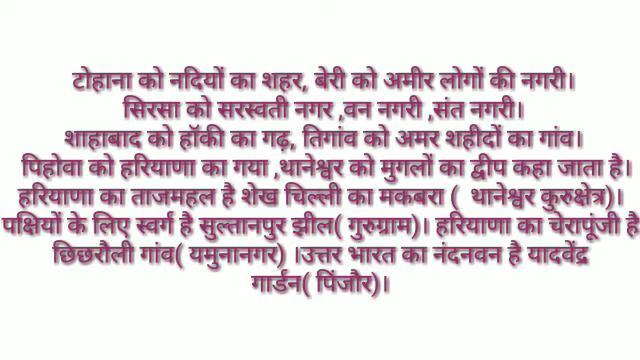 टोहाना को नदियों का शहर, बेरी को अमीर लोगों की नगरी।
सिरसा को सरस्वती नगर ,वन नगरी ,संत नगरी।
शाहाबाद को हॉकी का गढ़, तिगांव को अमर शहीदों का गांव।
पिहोवा को हरियाणा का गया ,थानेश्वर को मुगलों का द्वीप कहा जाता है।
हरियाणा का ताजमहल है शेख चिल्ली का मकबरा ( थानेश्वर कुरुक्षेत्र)।
पक्षियों के लिए स्वर्ग है सुल्तानपुर झील( गुरुग्राम)। हरियाणा का चेरापूंजी है
छिछरौली गांव( यमुनानगर) ।उत्तर भारत का नंदनवन है यादवेंद्र
गार्डन( पिंजौर)।